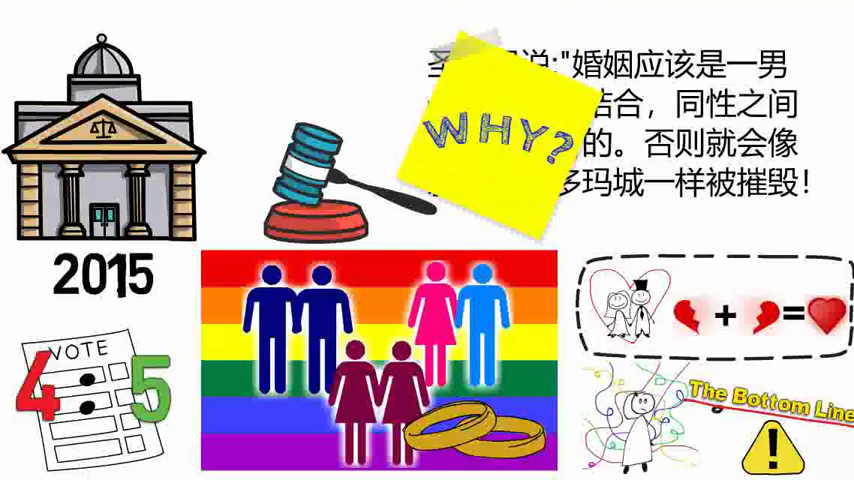 说:"婚姻应该是一男
结合，同性之间
的。否则就会像
多玛城一样被摧毁！
WHY?
2015
VOTE
4:5
+ =
The Bottom Line
!